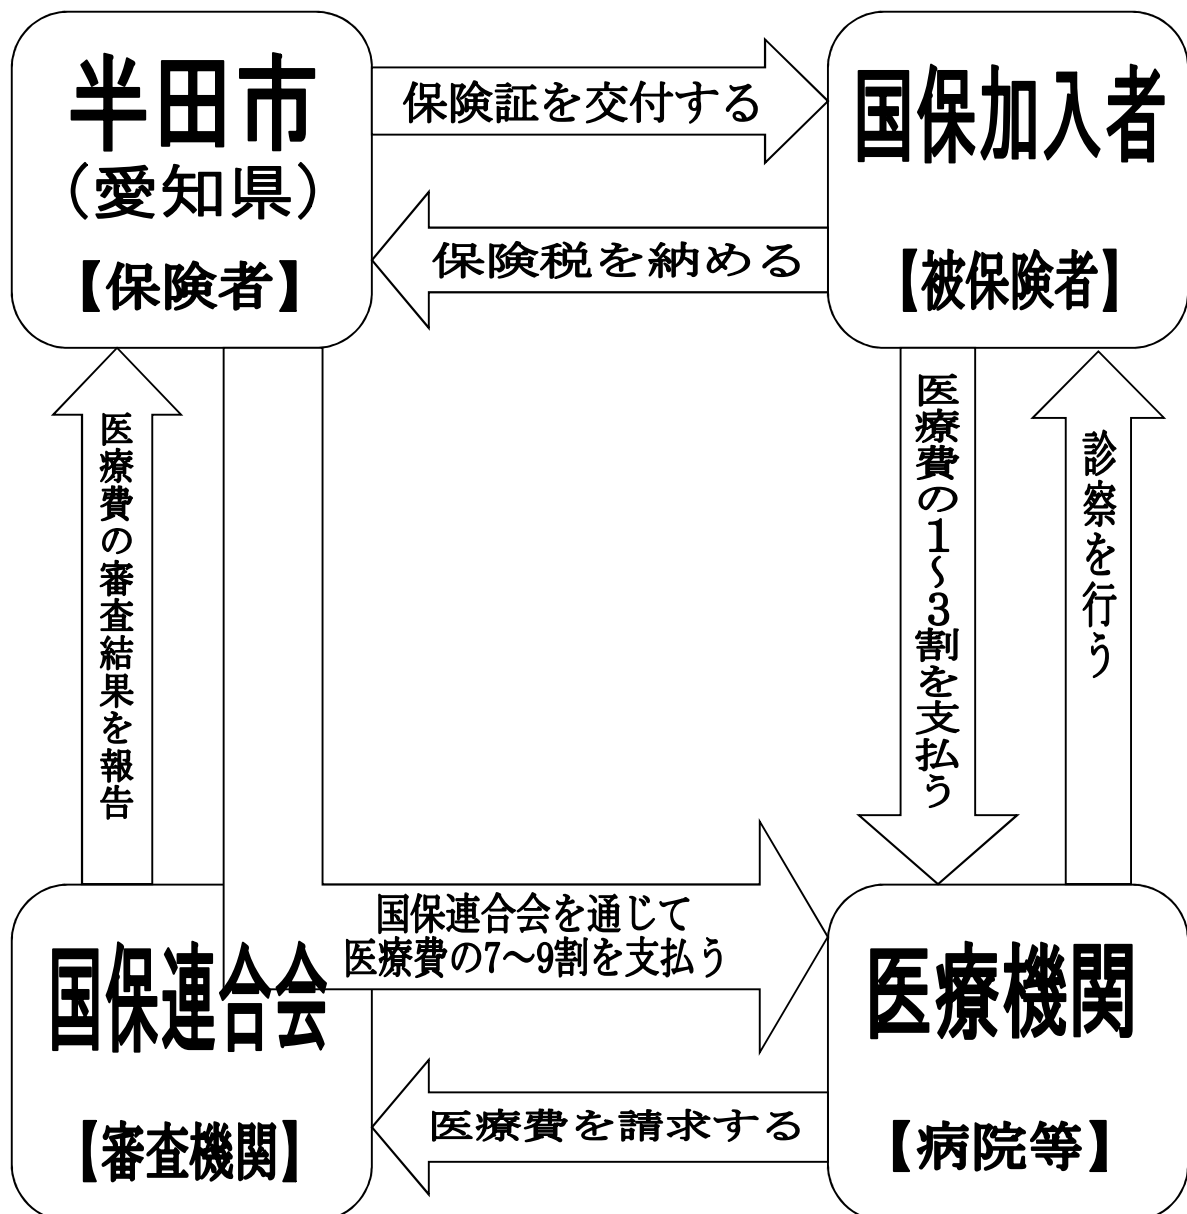 半田市
（愛知県）
【保険者】
保険証を交付する
国保加入者
【被保険者】
保険税を納める
医療費の審査結果を報告
医療費の1～3割を支払う
診察を行う
国保連合会を通じて
医療費の7～9割を支払う
国保連合会
【審査機関】
医療機関
【病院等】
医療費を請求する